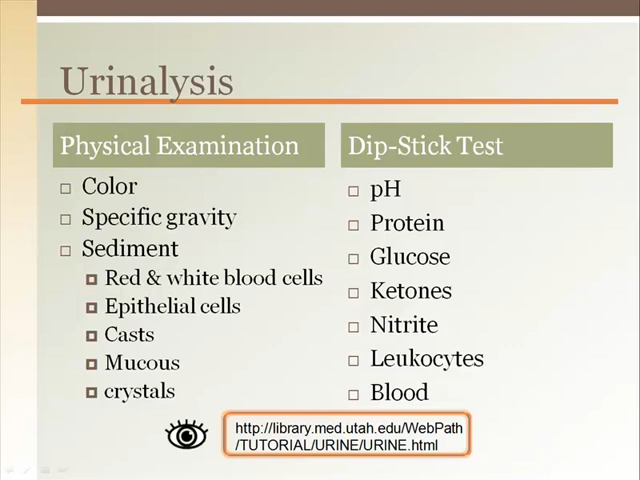 Urinalysis
Physical Examination
Color
Specific gravity
Sediment
Red & white blood cells
Epithelial cells
Casts
Mucous
crystals
Dip-Stick Test
pH
Protein
Glucose
Ketones
Nitrite
Leukocytes
Blood
http://library.med.utah.edu/WebPath
/TUTORIAL/URINE/URINE.html